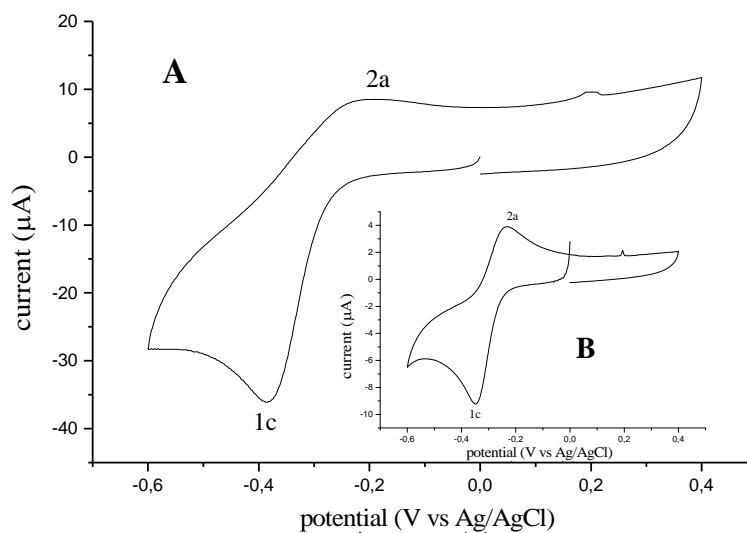 20
10
0
-10
-20
-30
-40
current (µA)
A
2a
1c
-0,6
-0,4
-0,2
0,0
0,2
0,4
potential (V vs Ag/AgCl)
4
2
0
-2
-4
-6
-8
-10
current (µA)
2a
1c
B
-0,6
-0,4
-0,2
0,0
0,2
0,4
potential (V vs Ag/AgCl)